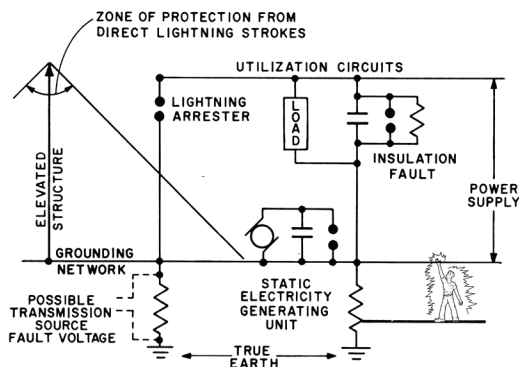 ZONE OF PROTECTION FROM
DIRECT LIGHTNING STROKES
UTILIZATION CIRCUITS
LIGHTNING
ARRESTER
LOAD
INSULATION
FAULT
ELEVATED
STRUCTURE
POWER
SUPPLY
GROUNDING
NETWORK
POSSIBLE
TRANSMISSION
SOURCE
FAULT VOLTAGE
STATIC
ELECTRICITY
GENERATING
UNIT
TRUE
EARTH